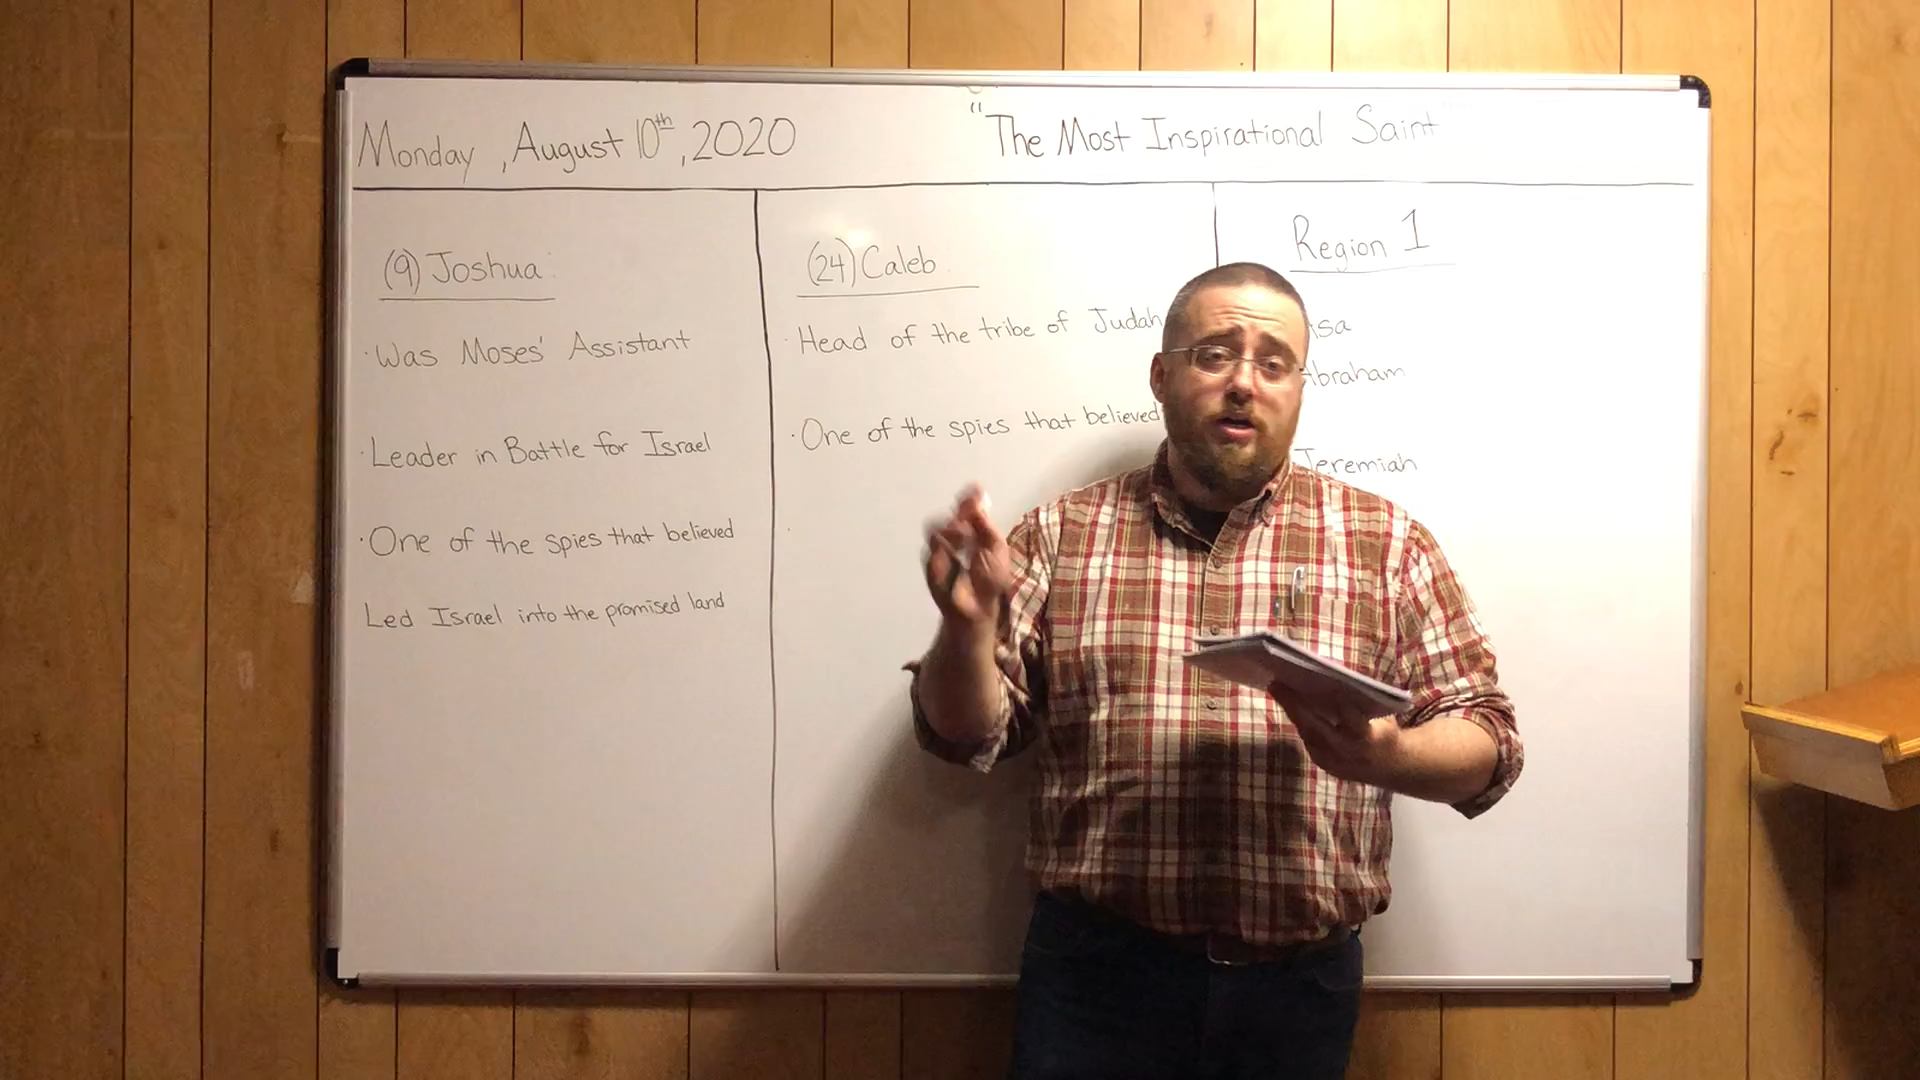 Monday, August 10th, 2020
"The Most Inspirational Saint"
(9) Joshua
· Was Moses' Assistant
· Leader in Battle for Israel
· One of the spies that believed
Led Israel into the promised land
(24) Caleb
· Head of the tribe of Judah
· One of the spies that believed
Region 1
Abraham
Jeremiah